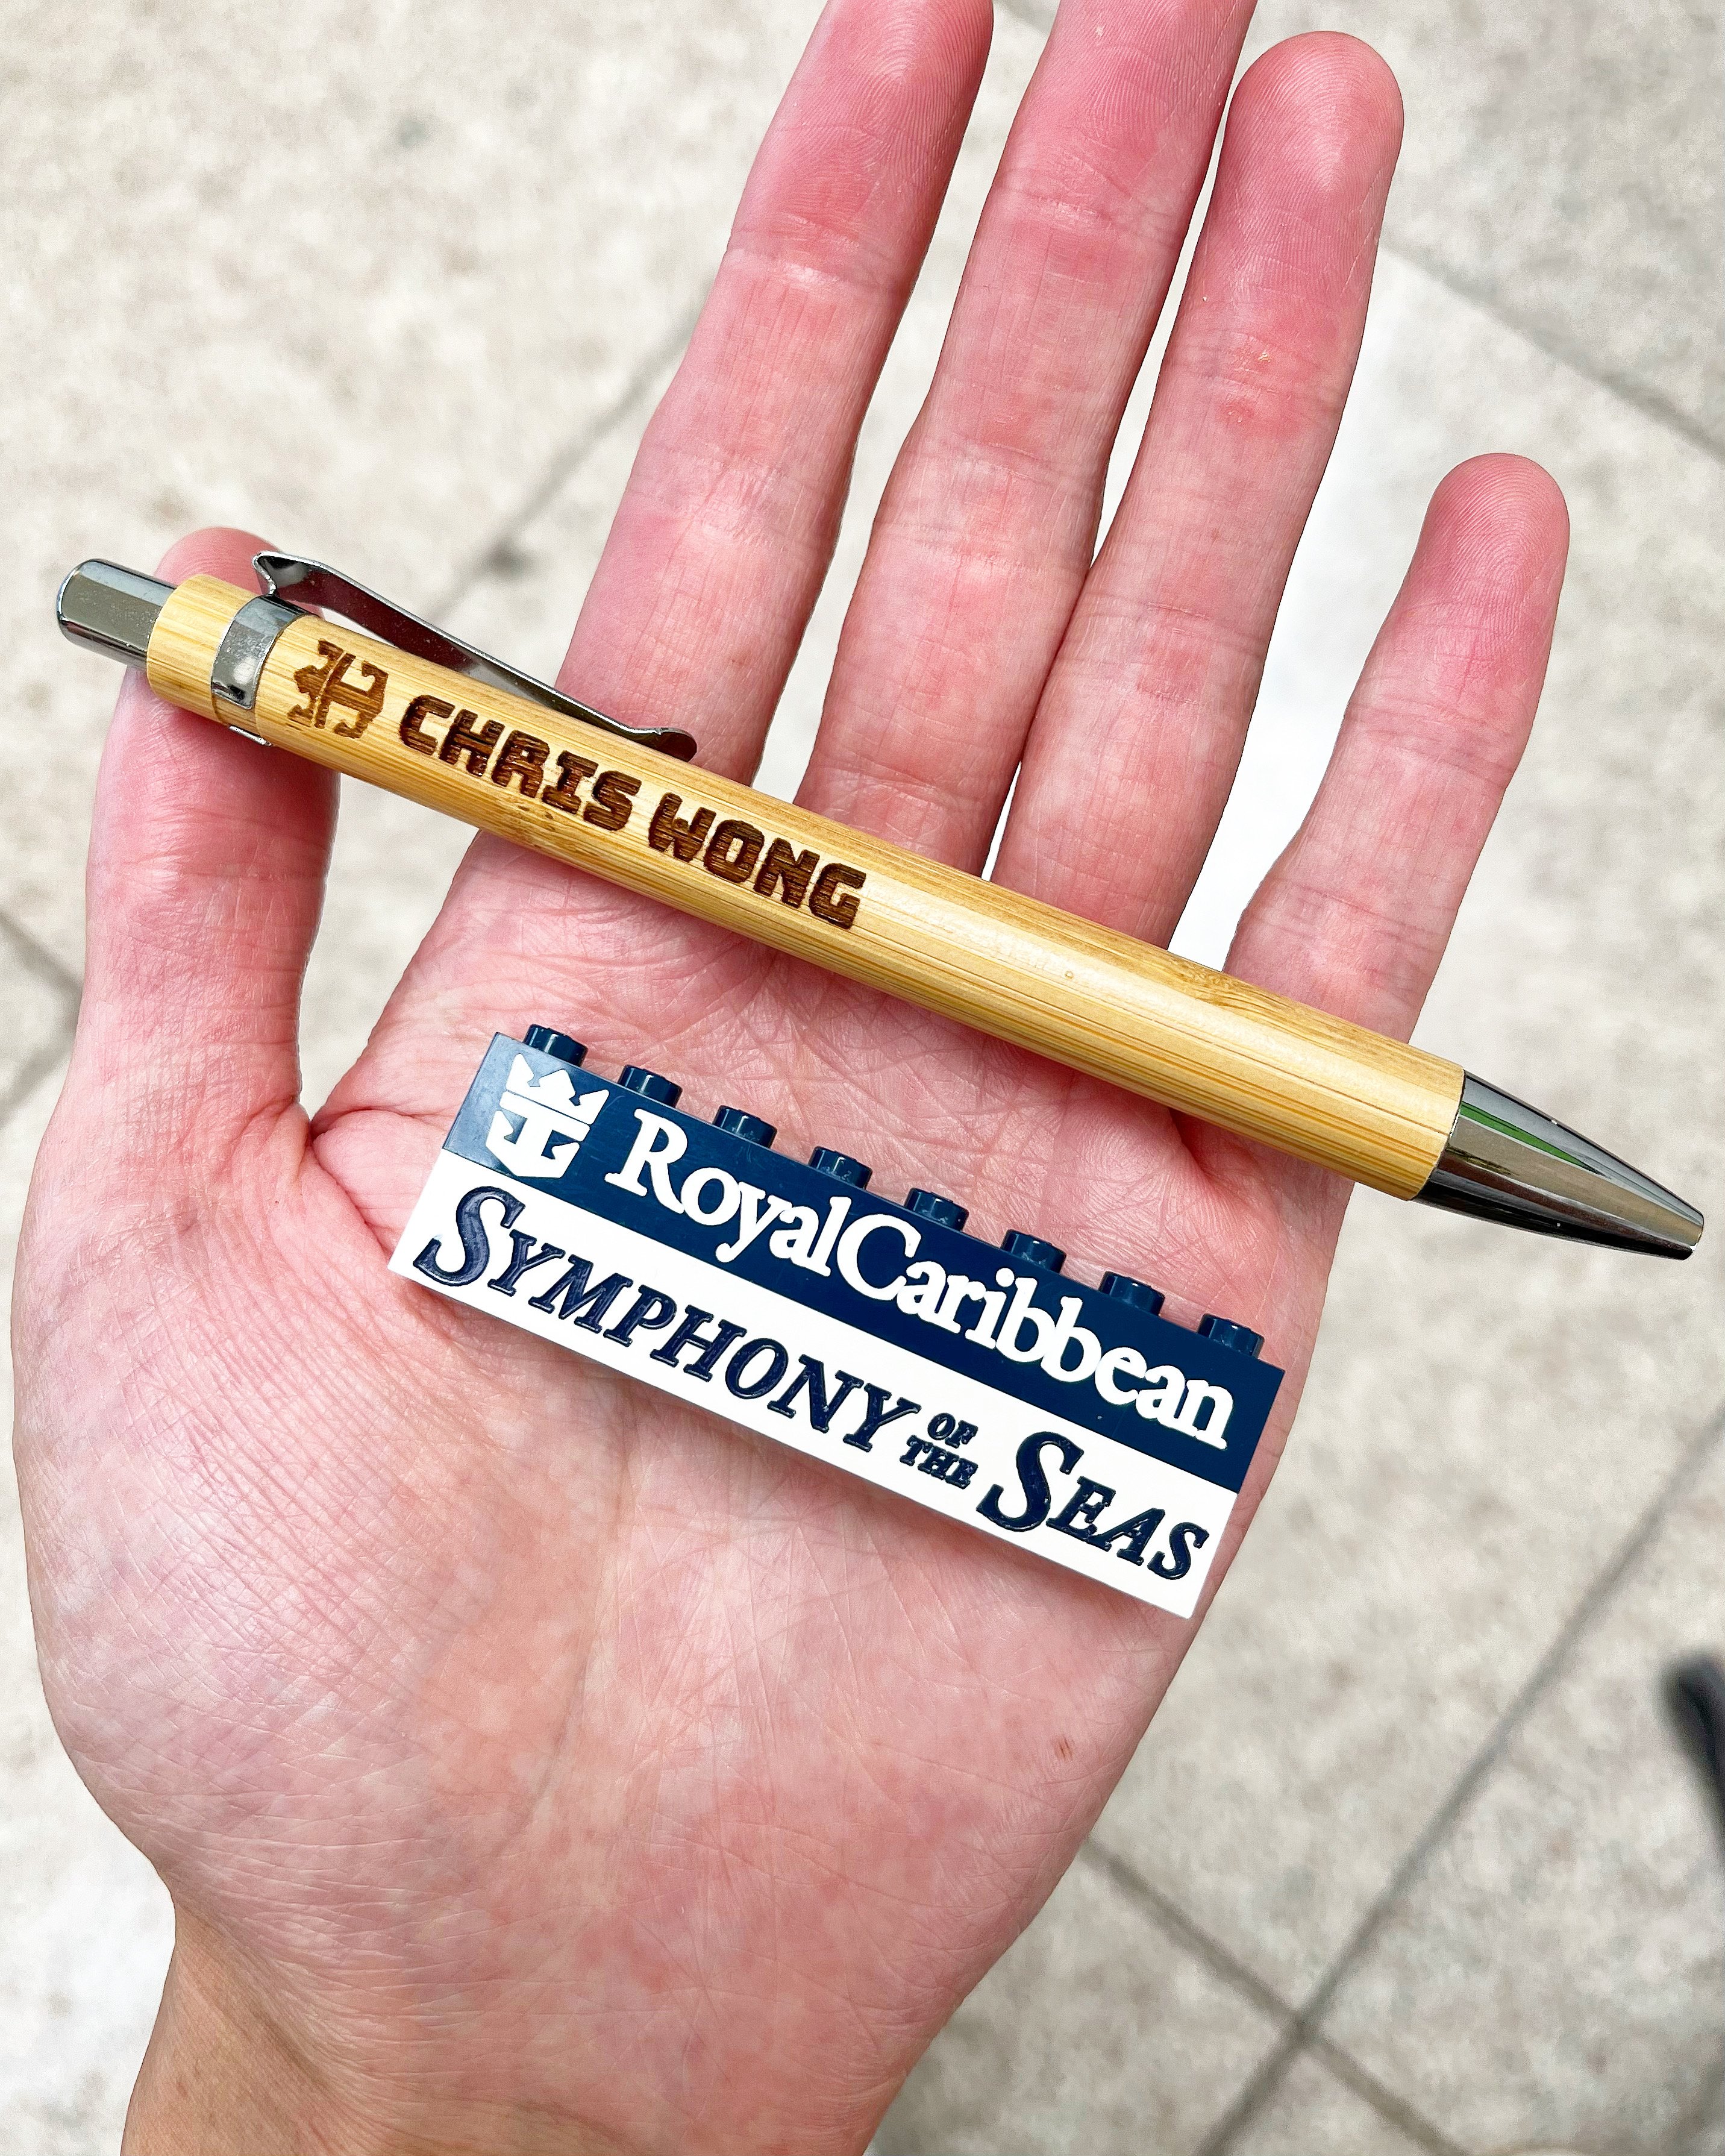 CHRIS WONG
RoyalCaribbean
SYMPHONY OF THE SEAS